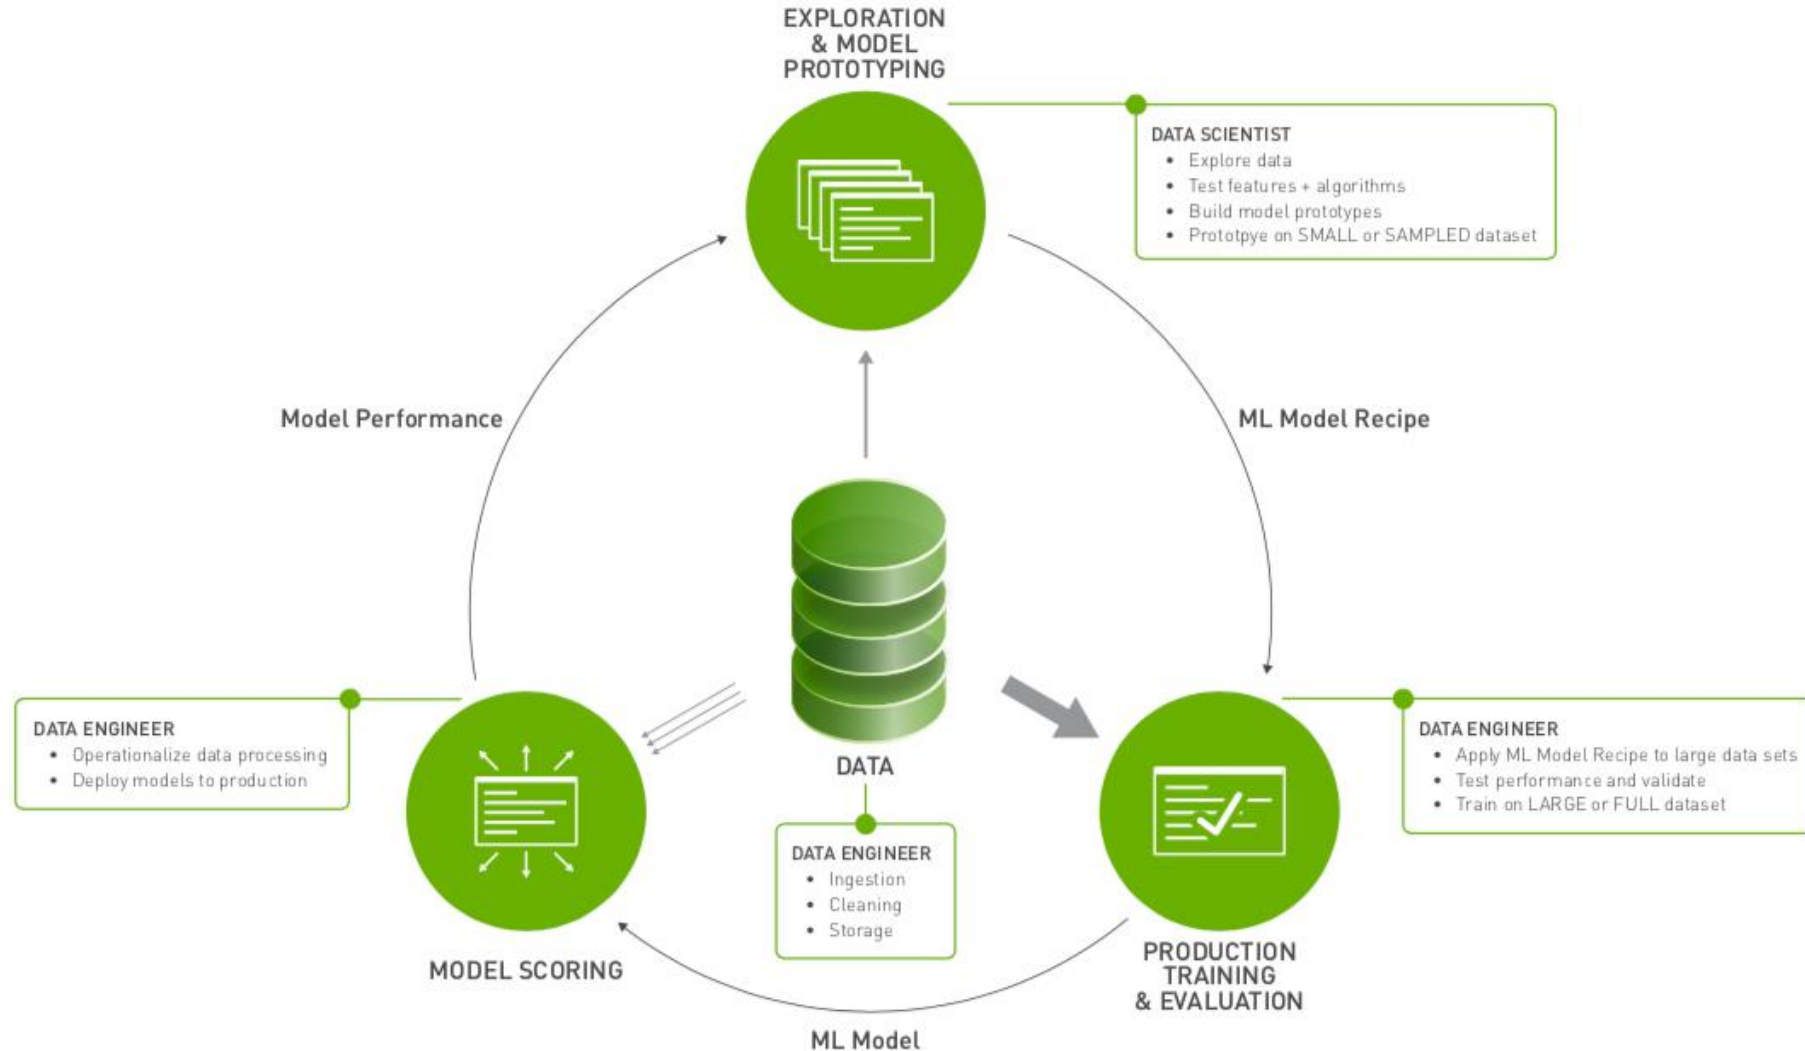 EXPLORATION
& MODEL
PROTOTYPING
DATA SCIENTIST
• Explore data
• Test features + algorithms
• Build model prototypes
• Prototpye on SMALL or SAMPLED dataset
Model Performance
ML Model Recipe
DATA ENGINEER
• Operationalize data processing
• Deploy models to production
DATA
DATA ENGINEER
• Ingestion
• Cleaning
• Storage
DATA ENGINEER
• Apply ML Model Recipe to large data sets
• Test performance and validate
• Train on LARGE or FULL dataset
MODEL SCORING
PRODUCTION
TRAINING
& EVALUATION
ML Model